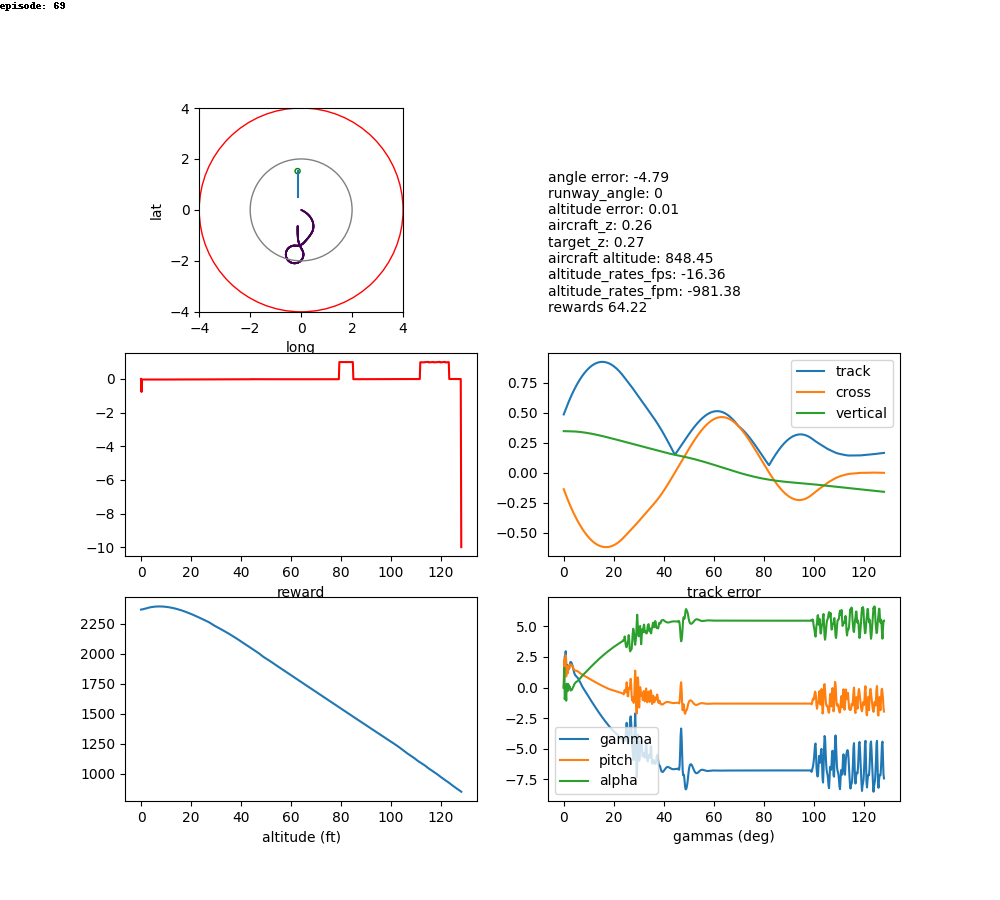 episode: 69
4
2
0
−2
−4
lat
−4 −2 0 2 4
long
angle error: -4.79
runway_angle: 0
altitude error: 0.01
aircraft_z: 0.26
target_z: 0.27
aircraft altitude: 848.45
altitude_rates_fps: -16.36
altitude_rates_fpm: -981.38
rewards 64.22
0
−2
−4
−6
−8
−10
0 20 40 60 80 100 120
reward
0.75
0.50
0.25
0.00
−0.25
−0.50
track
cross
vertical
0 20 40 60 80 100 120
track error
2250
2000
1750
1500
1250
1000
0 20 40 60 80 100 120
altitude (ft)
5.0
2.5
0.0
−2.5
−5.0
−7.5
gamma
pitch
alpha
0 20 40 60 80 100 120
gammas (deg)